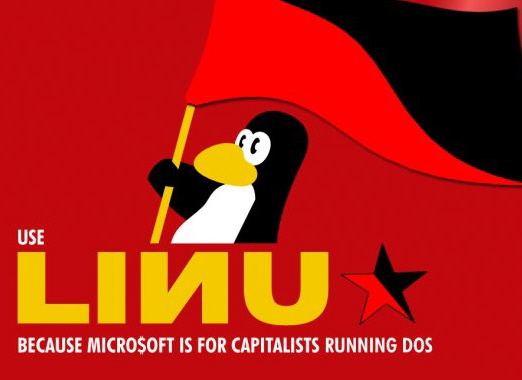 USE
LIИU
BECAUSE MICRO$OFT IS FOR CAPITALISTS RUNNING DOS